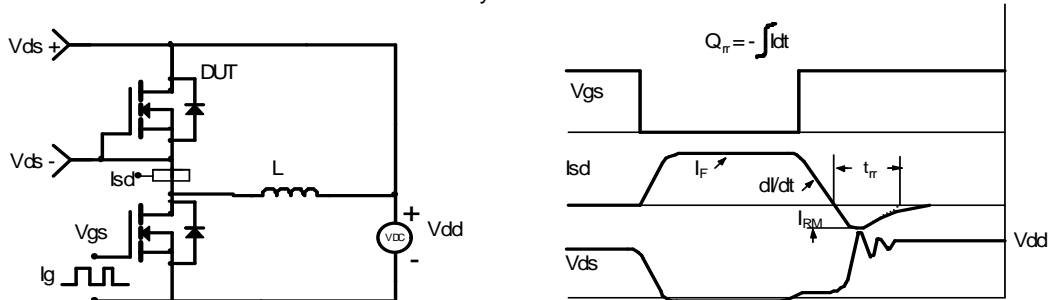 Vds +
DUT
Vds -
Isd
L
Vgs
Ig
+
VDC
-
Vdd
Qrr = - ∫Idt
Vgs
Isd
IF
dI/dt
trr
IRM
Vds
Vdd